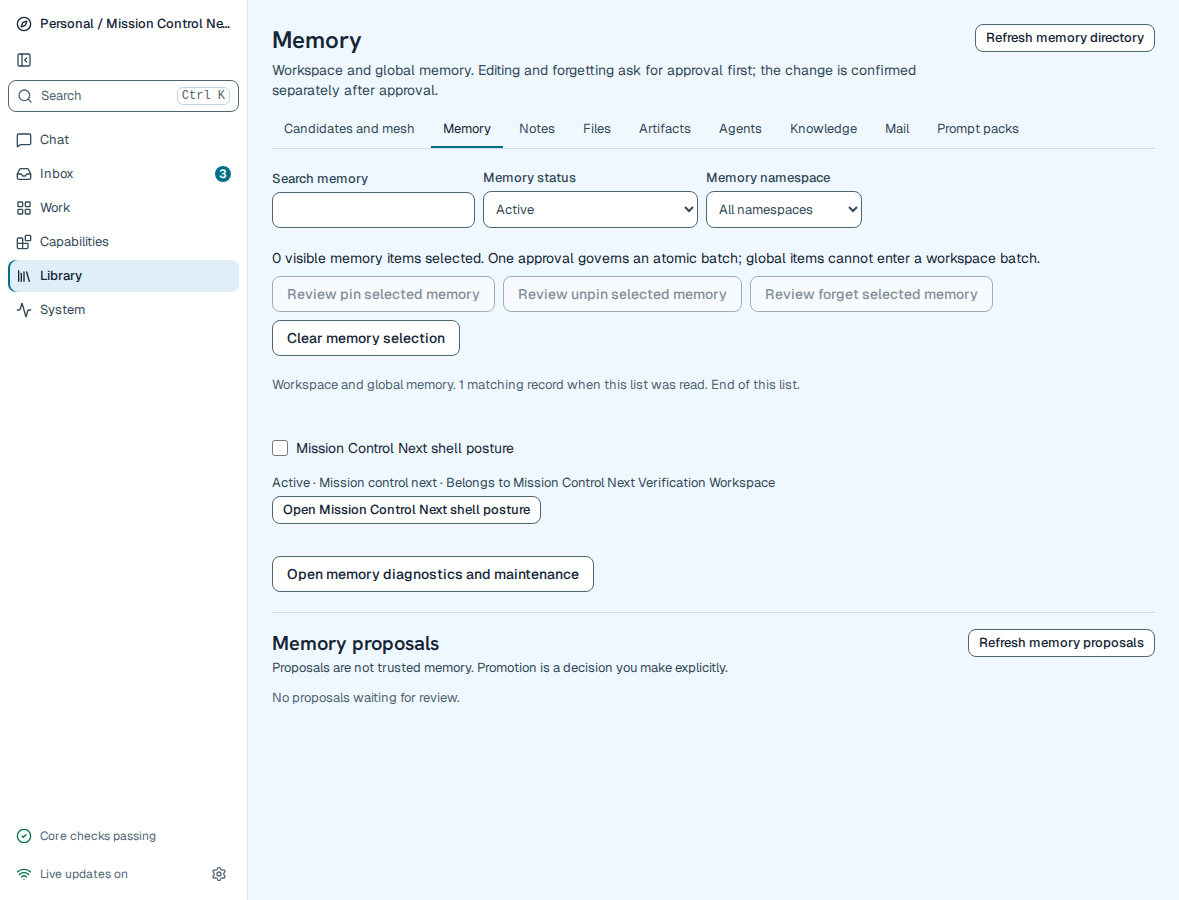 Personal / Mission Control Ne...
Search
Ctrl K
Chat
Inbox
3
Work
Capabilities
Library
System
Core checks passing
Live updates on
Memory
Refresh memory directory
Workspace and global memory. Editing and forgetting ask for approval first; the change is confirmed
separately after approval.
Candidates and mesh
Memory
Notes
Files
Artifacts
Agents
Knowledge
Mail
Prompt packs
Search memory
Memory status
Memory namespace
Active
All namespaces
0 visible memory items selected. One approval governs an atomic batch; global items cannot enter a workspace batch.
Review pin selected memory
Review unpin selected memory
Review forget selected memory
Clear memory selection
Workspace and global memory. 1 matching record when this list was read. End of this list.
Mission Control Next shell posture
Active · Mission control next · Belongs to Mission Control Next Verification Workspace
Open Mission Control Next shell posture
Open memory diagnostics and maintenance
Memory proposals
Refresh memory proposals
Proposals are not trusted memory. Promotion is a decision you make explicitly.
No proposals waiting for review.